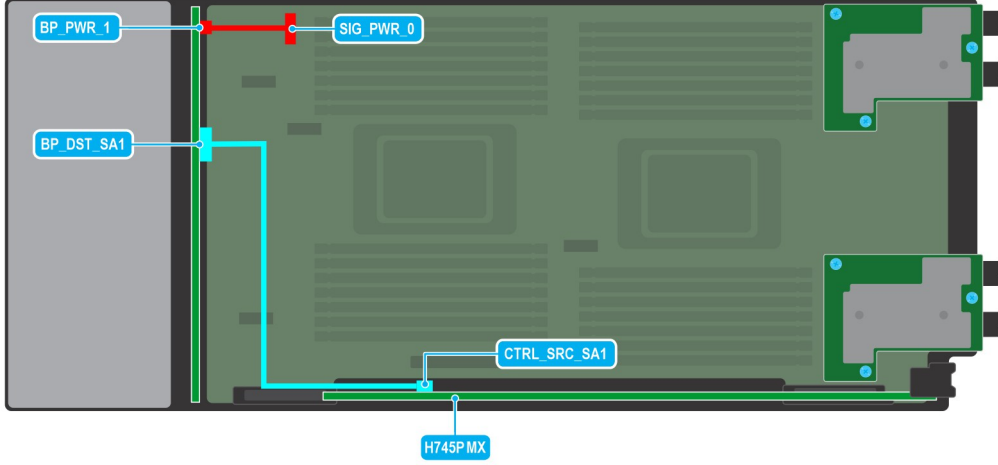 BP_PWR_1
SIG_PWR_0
BP_DST_SA1
CTRL_SRC_SA1
H745P MX